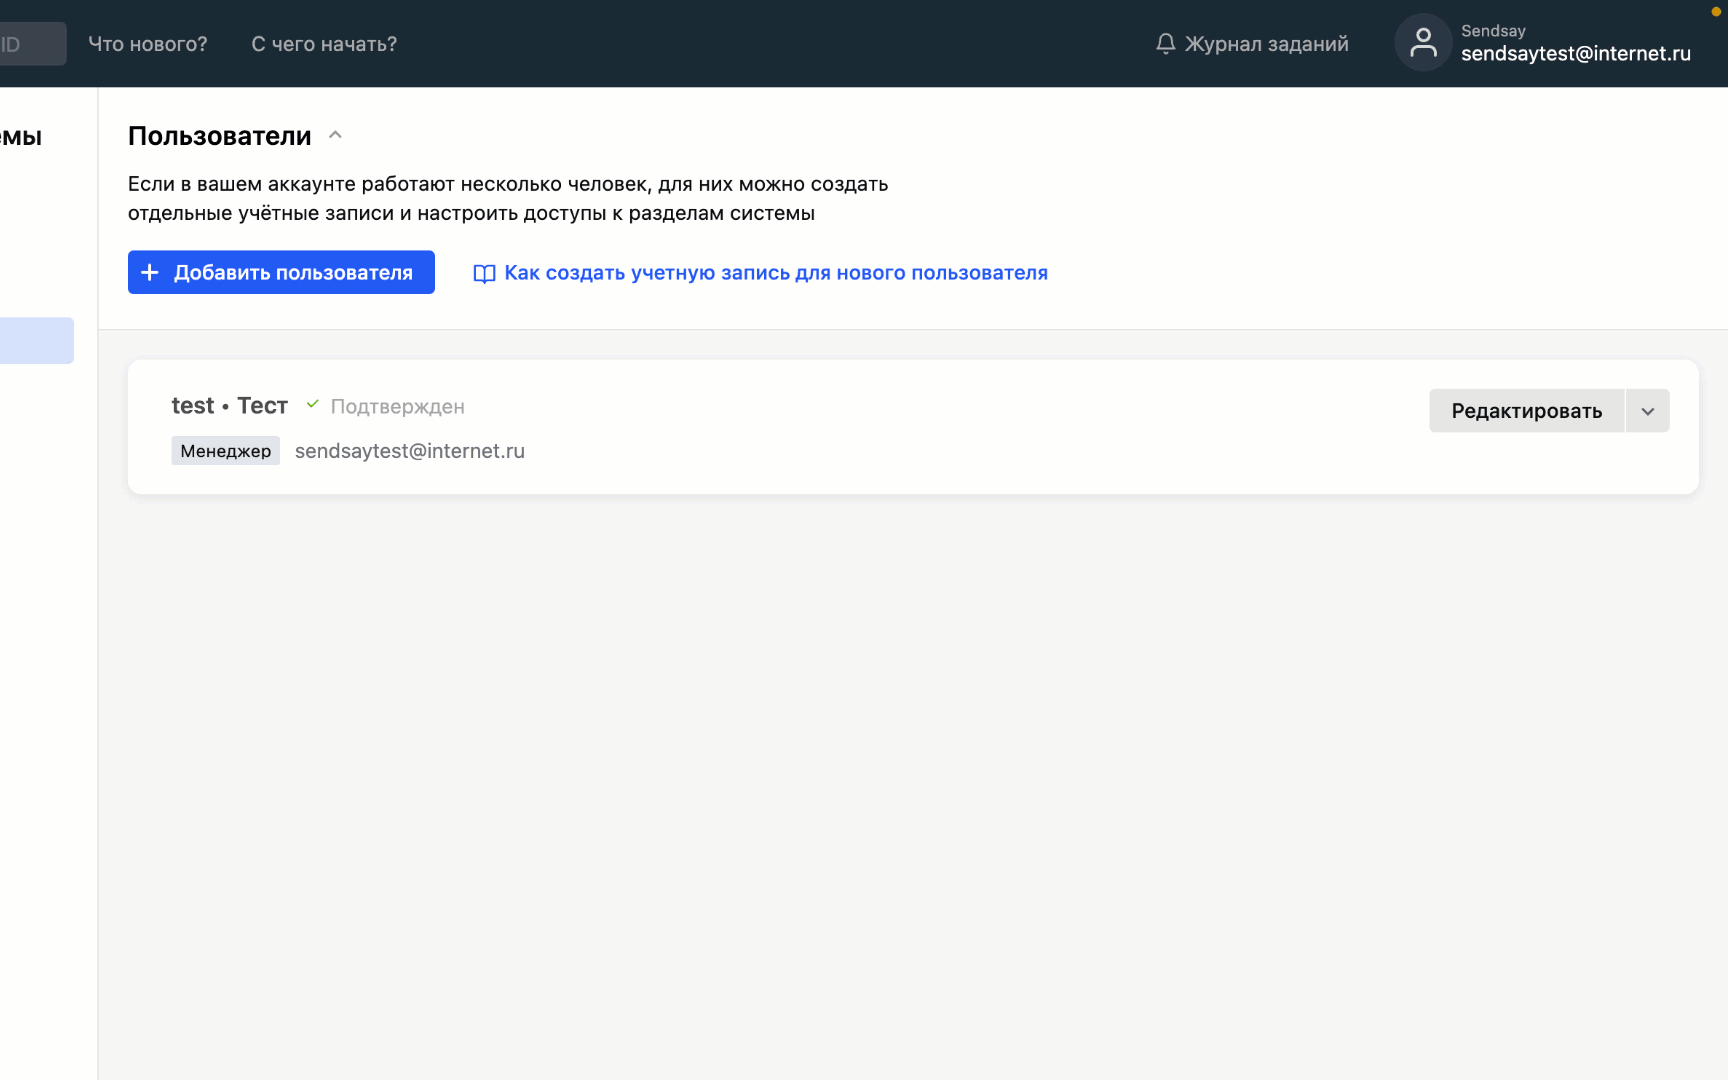 ID
Что нового?
С чего начать?
Журнал заданий
Sendsay
sendsaytest@internet.ru
емы
Пользователи
Если в вашем аккаунте работают несколько человек, для них можно создать
отдельные учётные записи и настроить доступы к разделам системы
Добавить пользователя
Как создать учетную запись для нового пользователя
test • Тест
Подтвержден
Редактировать
Менеджер
sendsaytest@internet.ru